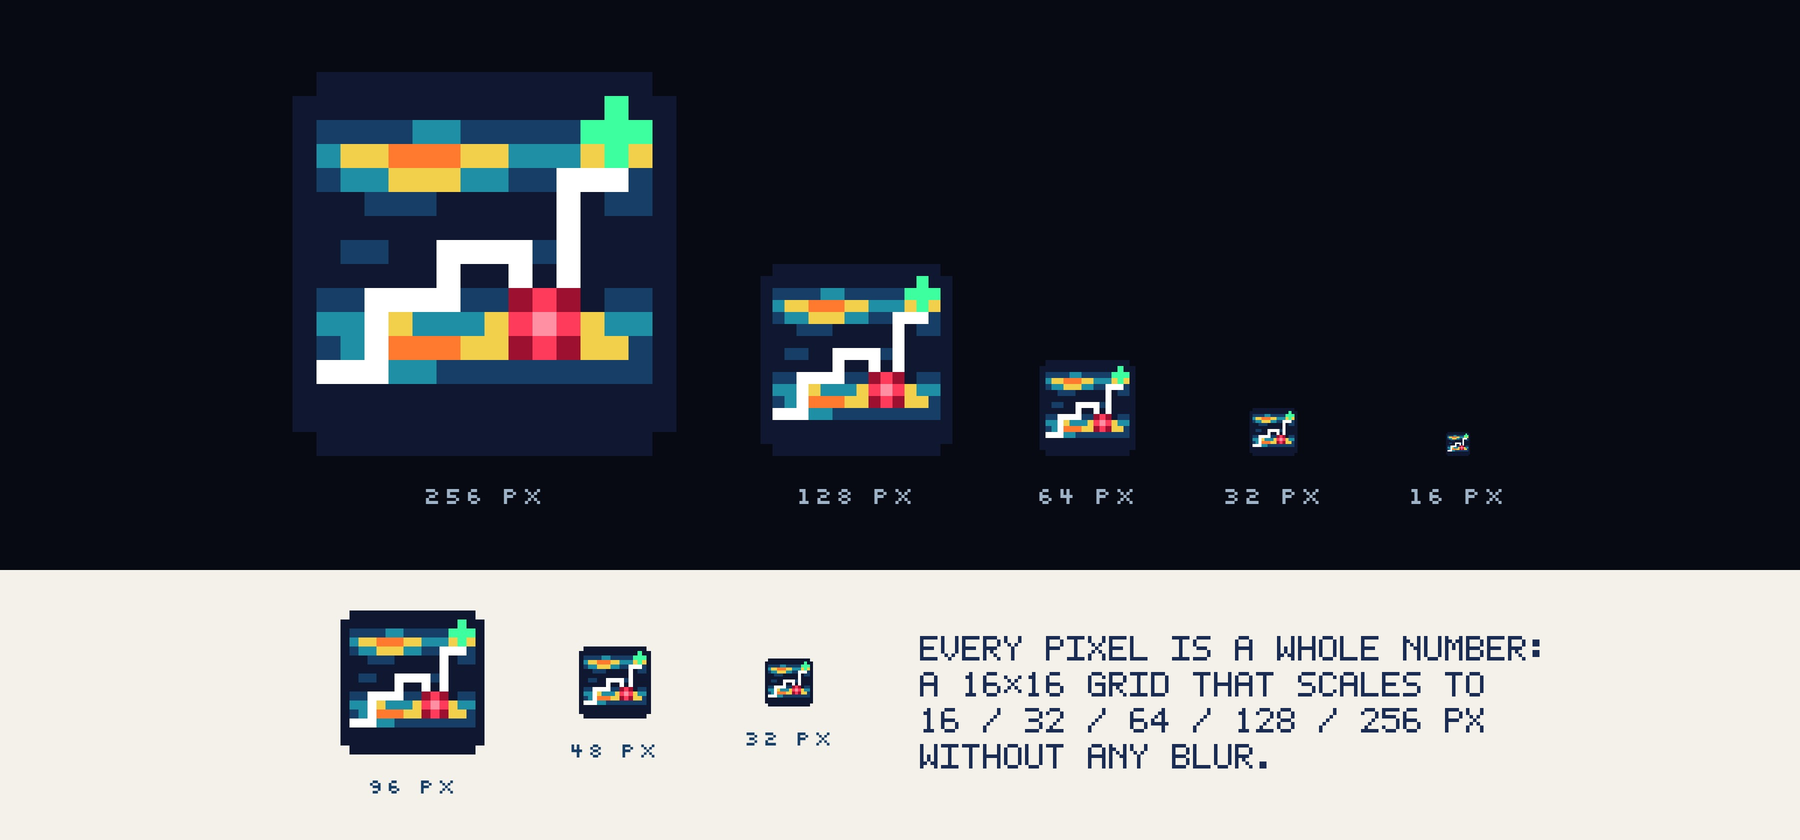 256 PX
128 PX
64 PX
32 PX
16 PX
96 PX
48 PX
32 PX
EVERY PIXEL IS A WHOLE NUMBER:
A 16×16 GRID THAT SCALES TO
16 / 32 / 64 / 128 / 256 PX
WITHOUT ANY BLUR.